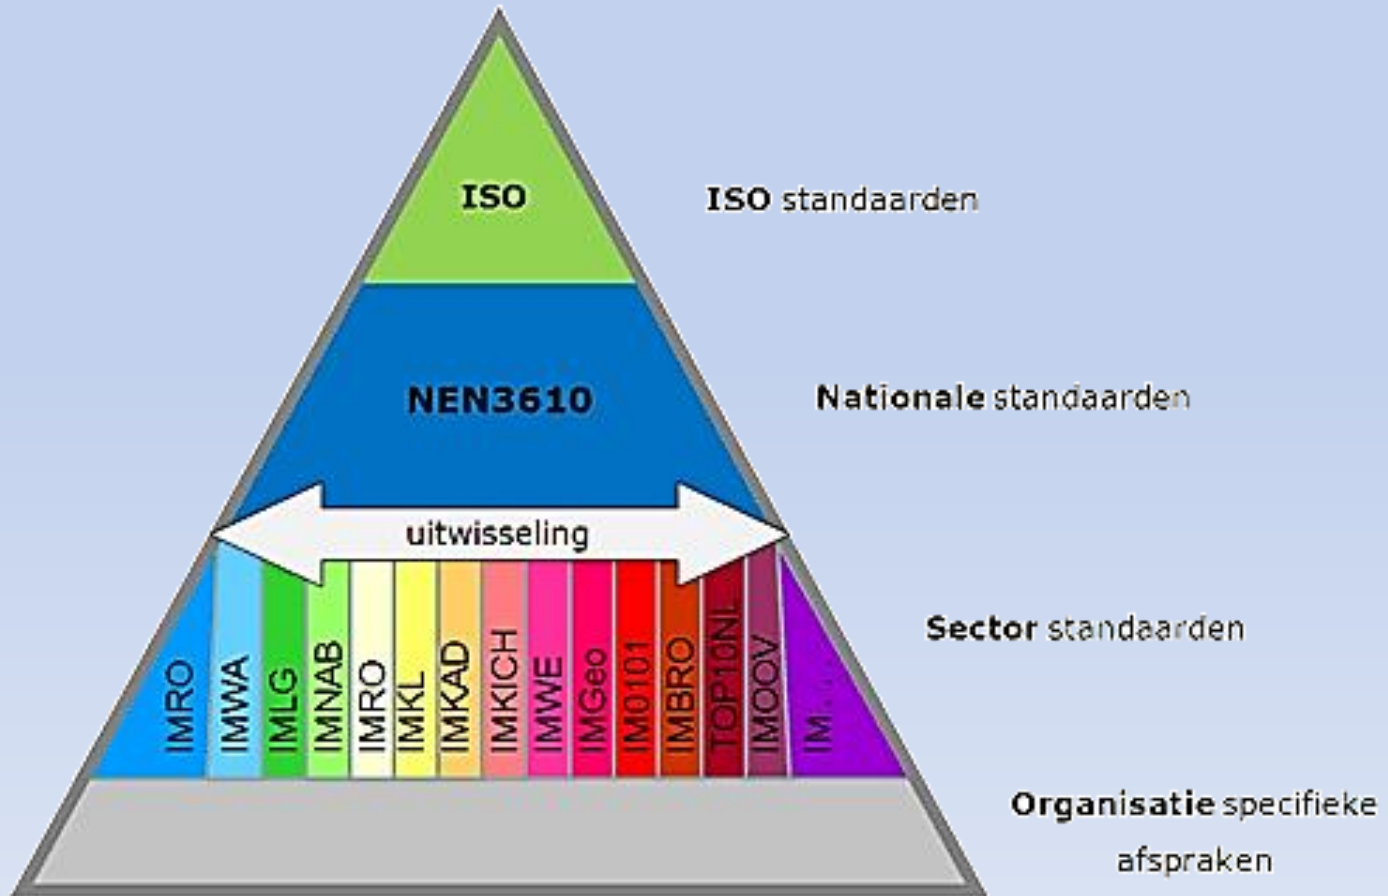 ISO
ISO standaarden
NEN3610
Nationale standaarden
uitwisseling
IMRO
IMWA
IMLG
IMNAB
IMRO
IMKL
IMKAD
IMKICH
IMWE
IMGeo
IM0101
IMBRO
TOP10NL
IMOOV
IM.....
Sector standaarden
Organisatie specifieke
afspraken